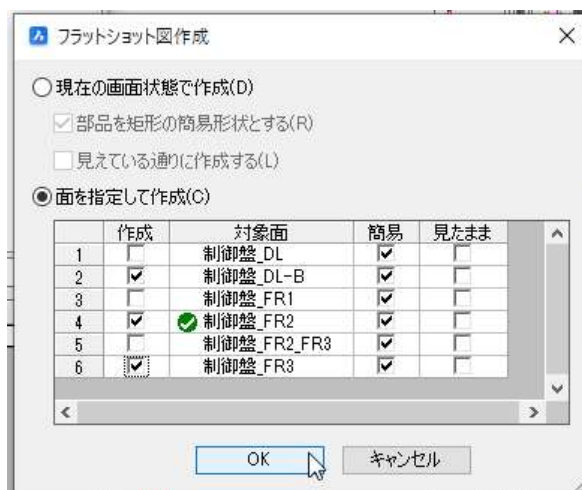 フラットショット図作成
現在の画面状態で作成(D)
部品を矩形の簡易形状とする(R)
見えている通りに作成する(L)
面を指定して作成(C)
作成 対象面 簡易 見たまま
1 制御盤_DL
2 制御盤_DL-B
3 制御盤_FR1
4 制御盤_FR2
5 制御盤_FR2_FR3
6 制御盤_FR3
OK キャンセル